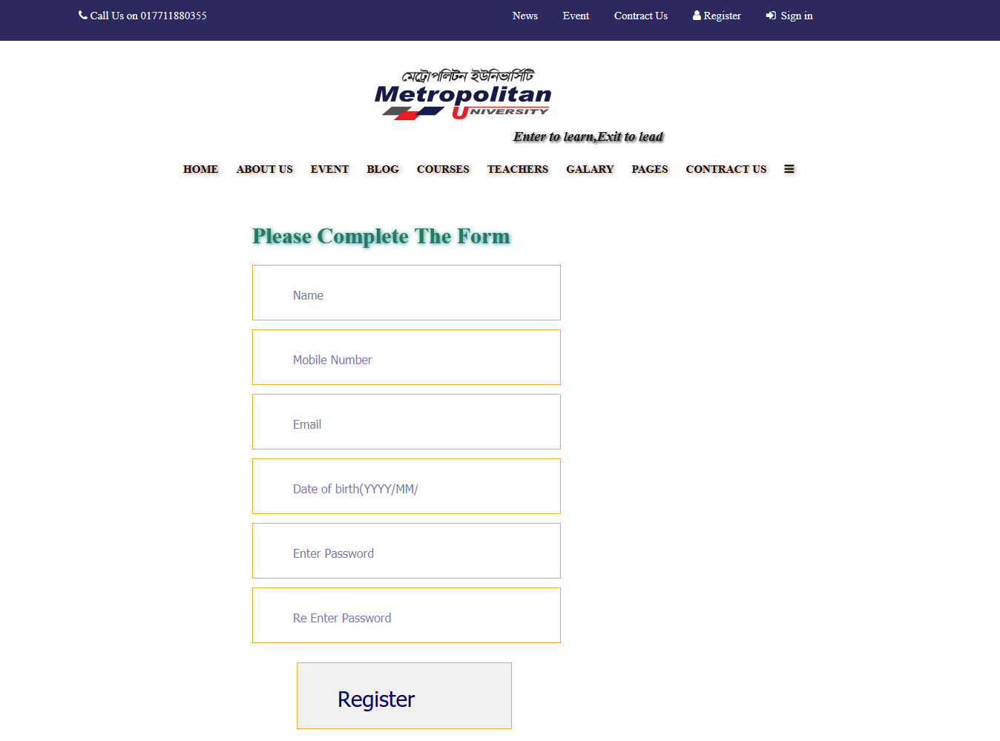 Call Us on 017711880355 News Event Contract Us Register Sign in
মেট্রোপলিটন ইউনিভার্সিটি
Metropolitan
UNIVERSITY
Enter to learn,Exit to lead
HOME ABOUT US EVENT BLOG COURSES TEACHERS GALARY PAGES CONTRACT US
Please Complete The Form
Name
Mobile Number
Email
Date of birth(YYYY/MM/
Enter Password
Re Enter Password
Register